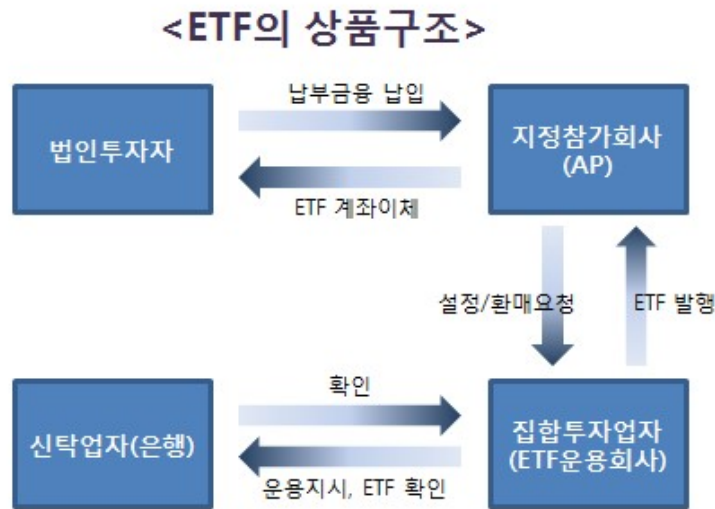 <ETF의 상품구조>
법인투자자
납부금용 납입
ETF 계좌이체
지정참가회사
(AP)
설정/환매요청
ETF 발행
신탁업자(은행)
확인
운용지시, ETF 확인
집합투자업자
(ETF운용회사)